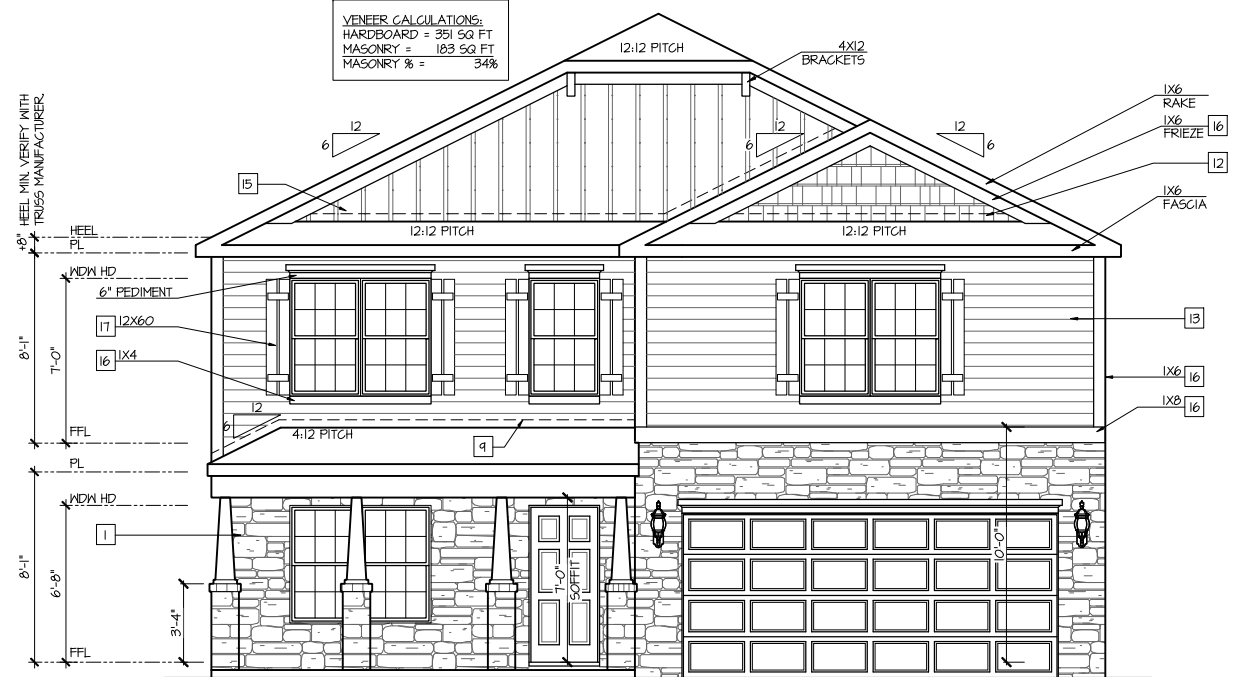 VENEER CALCULATIONS:
HARDBOARD = 351 SQ FT
MASONRY = 183 SQ FT
MASONRY % = 34%
12:12 PITCH
4X12
BRACKETS
1X6
RAKE
1X6
FRIEZE 16
12
1X6
FASCIA
12
6
12
6
12
6
15
+8" HEEL MIN. VERIFY WITH
TRUSS MANUFACTURER.
HEEL
PL
12:12 PITCH
12:12 PITCH
WDW HD
6" PEDIMENT
17 12X60
16 1X4
8'-1"
7'-0"
13
1X6 16
1X8 16
12
6
4:12 PITCH
9
FFL
PL
WDW HD
1
8'-1"
6'-8"
3'-4"
7'-0"
SOFFIT
10'-0"
FFL